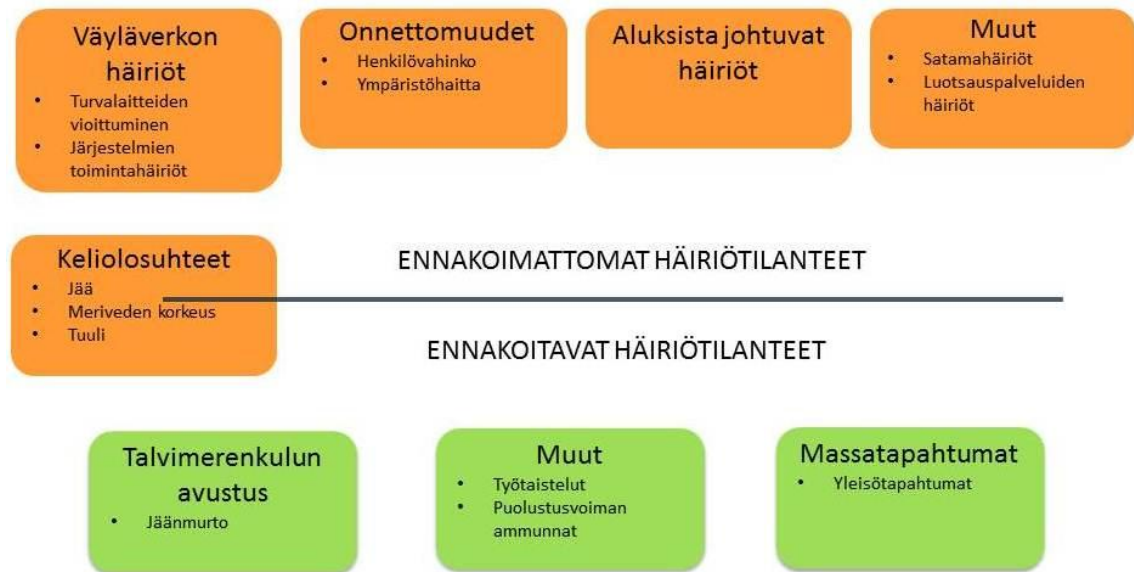 Väyläverkon
häiriöt
• Turvalaitteiden
vioittuminen
• Järjestelmien
toimintahäiriöt
Onnettomuudet
• Henkilövahinko
• Ympäristöhaitta
Aluksista johtuvat
häiriöt
Muut
• Satamahäiriöt
• Luotsauspalveluiden
häiriöt
Keliolosuhteet
• Jää
• Meriveden korkeus
• Tuuli
ENNAKOIMATTOMAT HÄIRIÖTILANTEET
ENNAKOITAVAT HÄIRIÖTILANTEET
Talvimerenkulun
avustus
• Jäänmurto
Muut
• Työtaistelut
• Puolustusvoiman
ammunnat
Massatapahtumat
• Yleisötapahtumat